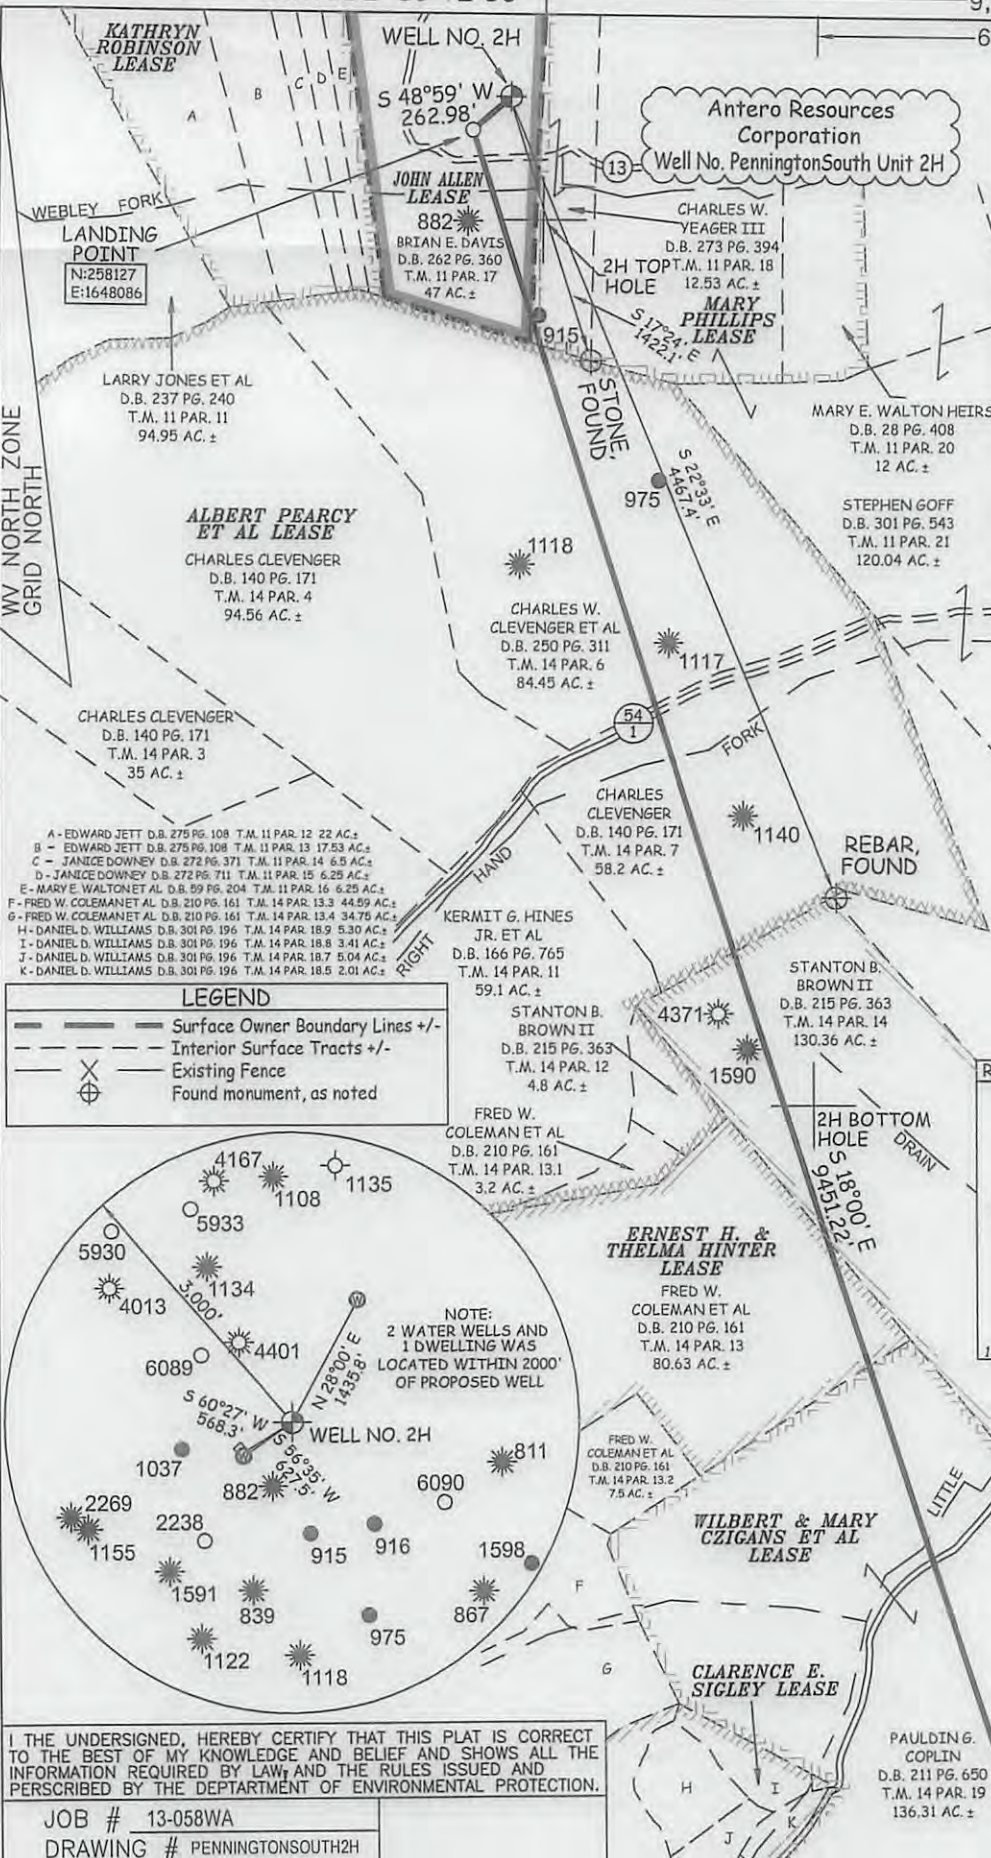 9,
6
KATHRYN
ROBINSON
LEASE
A
B
C
D
E
WELL NO. 2H
S 48°59' W
262.98'
Antero Resources
Corporation
Well No. PenningtonSouth Unit 2H
13
WEBLEY FORK
LANDING
POINT
N:258127
E:1648086
JOHN ALLEN
LEASE
882
BRIAN E. DAVIS
D.B. 262 PG. 360
T.M. 11 PAR. 17
47 AC. ±
CHARLES W.
YEAGER III
D.B. 273 PG. 394
T.M. 11 PAR. 18
12.53 AC. ±
2H TOP
HOLE
MARY
PHILLIPS
LEASE
S 17°24' E
1422.1'
915
STONE,
FOUND
LARRY JONES ET AL
D.B. 237 PG. 240
T.M. 11 PAR. 11
94.95 AC. ±
MARY E. WALTON HEIRS
D.B. 28 PG. 408
T.M. 11 PAR. 20
12 AC. ±
WV NORTH ZONE
GRID NORTH
975
S 22°33' E
4467.4'
STEPHEN GOFF
D.B. 301 PG. 543
T.M. 11 PAR. 21
120.04 AC. ±
ALBERT PEARCY
ET AL LEASE
CHARLES CLEVENGER
D.B. 140 PG. 171
T.M. 14 PAR. 4
94.56 AC. ±
1118
CHARLES W.
CLEVENGER ET AL
D.B. 250 PG. 311
T.M. 14 PAR. 6
84.45 AC. ±
1117
54
1
FORK
CHARLES CLEVENGER
D.B. 140 PG. 171
T.M. 14 PAR. 3
35 AC. ±
CHARLES
CLEVENGER
D.B. 140 PG. 171
T.M. 14 PAR. 7
58.2 AC. ±
1140
REBAR,
FOUND
A - EDWARD JETT D.B. 275 PG. 108 T.M. 11 PAR. 12 22 AC.±
B - EDWARD JETT D.B. 275 PG. 108 T.M. 11 PAR. 13 17.53 AC.±
C - JANICE DOWNEY D.B. 272 PG. 371 T.M. 11 PAR. 14 6.5 AC.±
D - JANICE DOWNEY D.B. 272 PG. 711 T.M. 11 PAR. 15 6.25 AC.±
E - MARY E. WALTON ET AL D.B. 59 PG. 204 T.M. 11 PAR. 16 6.25 AC.±
F - FRED W. COLEMAN ET AL D.B. 210 PG. 161 T.M. 14 PAR. 13.3 44.59 AC.±
G - FRED W. COLEMAN ET AL D.B. 210 PG. 161 T.M. 14 PAR. 13.4 34.75 AC.±
H - DANIEL D. WILLIAMS D.B. 301 PG. 196 T.M. 14 PAR. 18.9 5.30 AC.±
I - DANIEL D. WILLIAMS D.B. 301 PG. 196 T.M. 14 PAR. 18.8 3.41 AC.±
J - DANIEL D. WILLIAMS D.B. 301 PG. 196 T.M. 14 PAR. 18.7 5.04 AC.±
K - DANIEL D. WILLIAMS D.B. 301 PG. 196 T.M. 14 PAR. 18.5 2.01 AC.±
RIGHT HAND
KERMIT G. HINES
JR. ET AL
D.B. 166 PG. 765
T.M. 14 PAR. 11
59.1 AC. ±
STANTON B.
BROWN II
D.B. 215 PG. 363
T.M. 14 PAR. 12
4.8 AC. ±
4371
1590
STANTON B.
BROWN II
D.B. 215 PG. 363
T.M. 14 PAR. 14
130.36 AC. ±
R
LEGEND
Surface Owner Boundary Lines +/-
Interior Surface Tracts +/-
Existing Fence
Found monument, as noted
FRED W.
COLEMAN ET AL
D.B. 210 PG. 161
T.M. 14 PAR. 13.1
3.2 AC. ±
2H BOTTOM
HOLE
DRAIN
S 18°00' E
9451.22'
4167
1108
1135
5933
5930
1134
4013
3,000'
4401
6089
N 28°00' E
1435.8'
NOTE:
2 WATER WELLS AND
1 DWELLING WAS
LOCATED WITHIN 2000'
OF PROPOSED WELL
W
S 60°27' W
568.3'
WELL NO. 2H
W
S 56°35' W
627.5'
1037
882
811
6090
2269
1155
2238
915
916
1598
1591
839
975
867
1122
1118
ERNEST H. &
THELMA HINTER
LEASE
FRED W.
COLEMAN ET AL
D.B. 210 PG. 161
T.M. 14 PAR. 13
80.63 AC. ±
1
FRED W.
COLEMAN ET AL
D.B. 210 PG. 161
T.M. 14 PAR. 13.2
7.5 AC. ±
LITTLE
WILBERT & MARY
CZIGANS ET AL
LEASE
F
G
CLARENCE E.
SIGLEY LEASE
H
I
J
K
PAULDIN G.
COPLIN
D.B. 211 PG. 650
T.M. 14 PAR. 19
136.31 AC. ±
I THE UNDERSIGNED, HEREBY CERTIFY THAT THIS PLAT IS CORRECT
TO THE BEST OF MY KNOWLEDGE AND BELIEF AND SHOWS ALL THE
INFORMATION REQUIRED BY LAW, AND THE RULES ISSUED AND
PERSCRIBED BY THE DEPTARTMENT OF ENVIRONMENTAL PROTECTION.
JOB # 13-058WA
DRAWING # PENNINGTONSOUTH2H